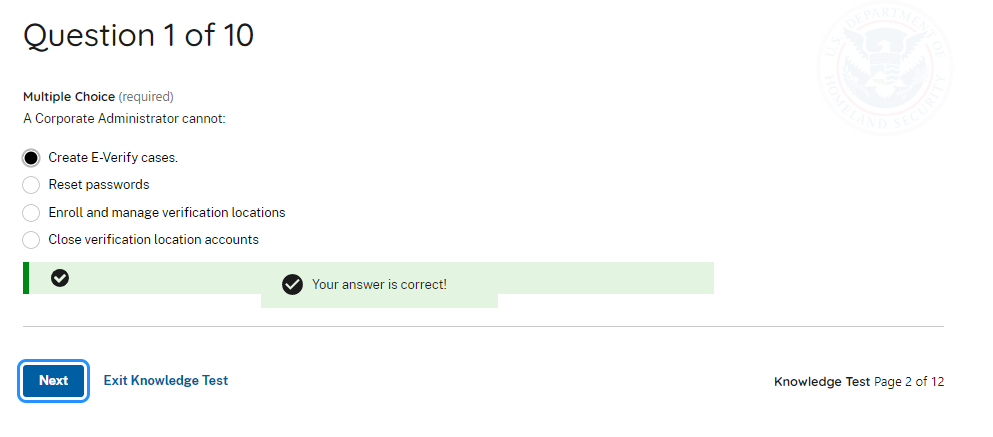 Question 1 of 10
U.S. DEPARTMENT OF HOMELAND SECURITY
Multiple Choice (required)
A Corporate Administrator cannot:
Create E-Verify cases.
Reset passwords
Enroll and manage verification locations
Close verification location accounts
Your answer is correct!
Next
Exit Knowledge Test
Knowledge Test Page 2 of 12